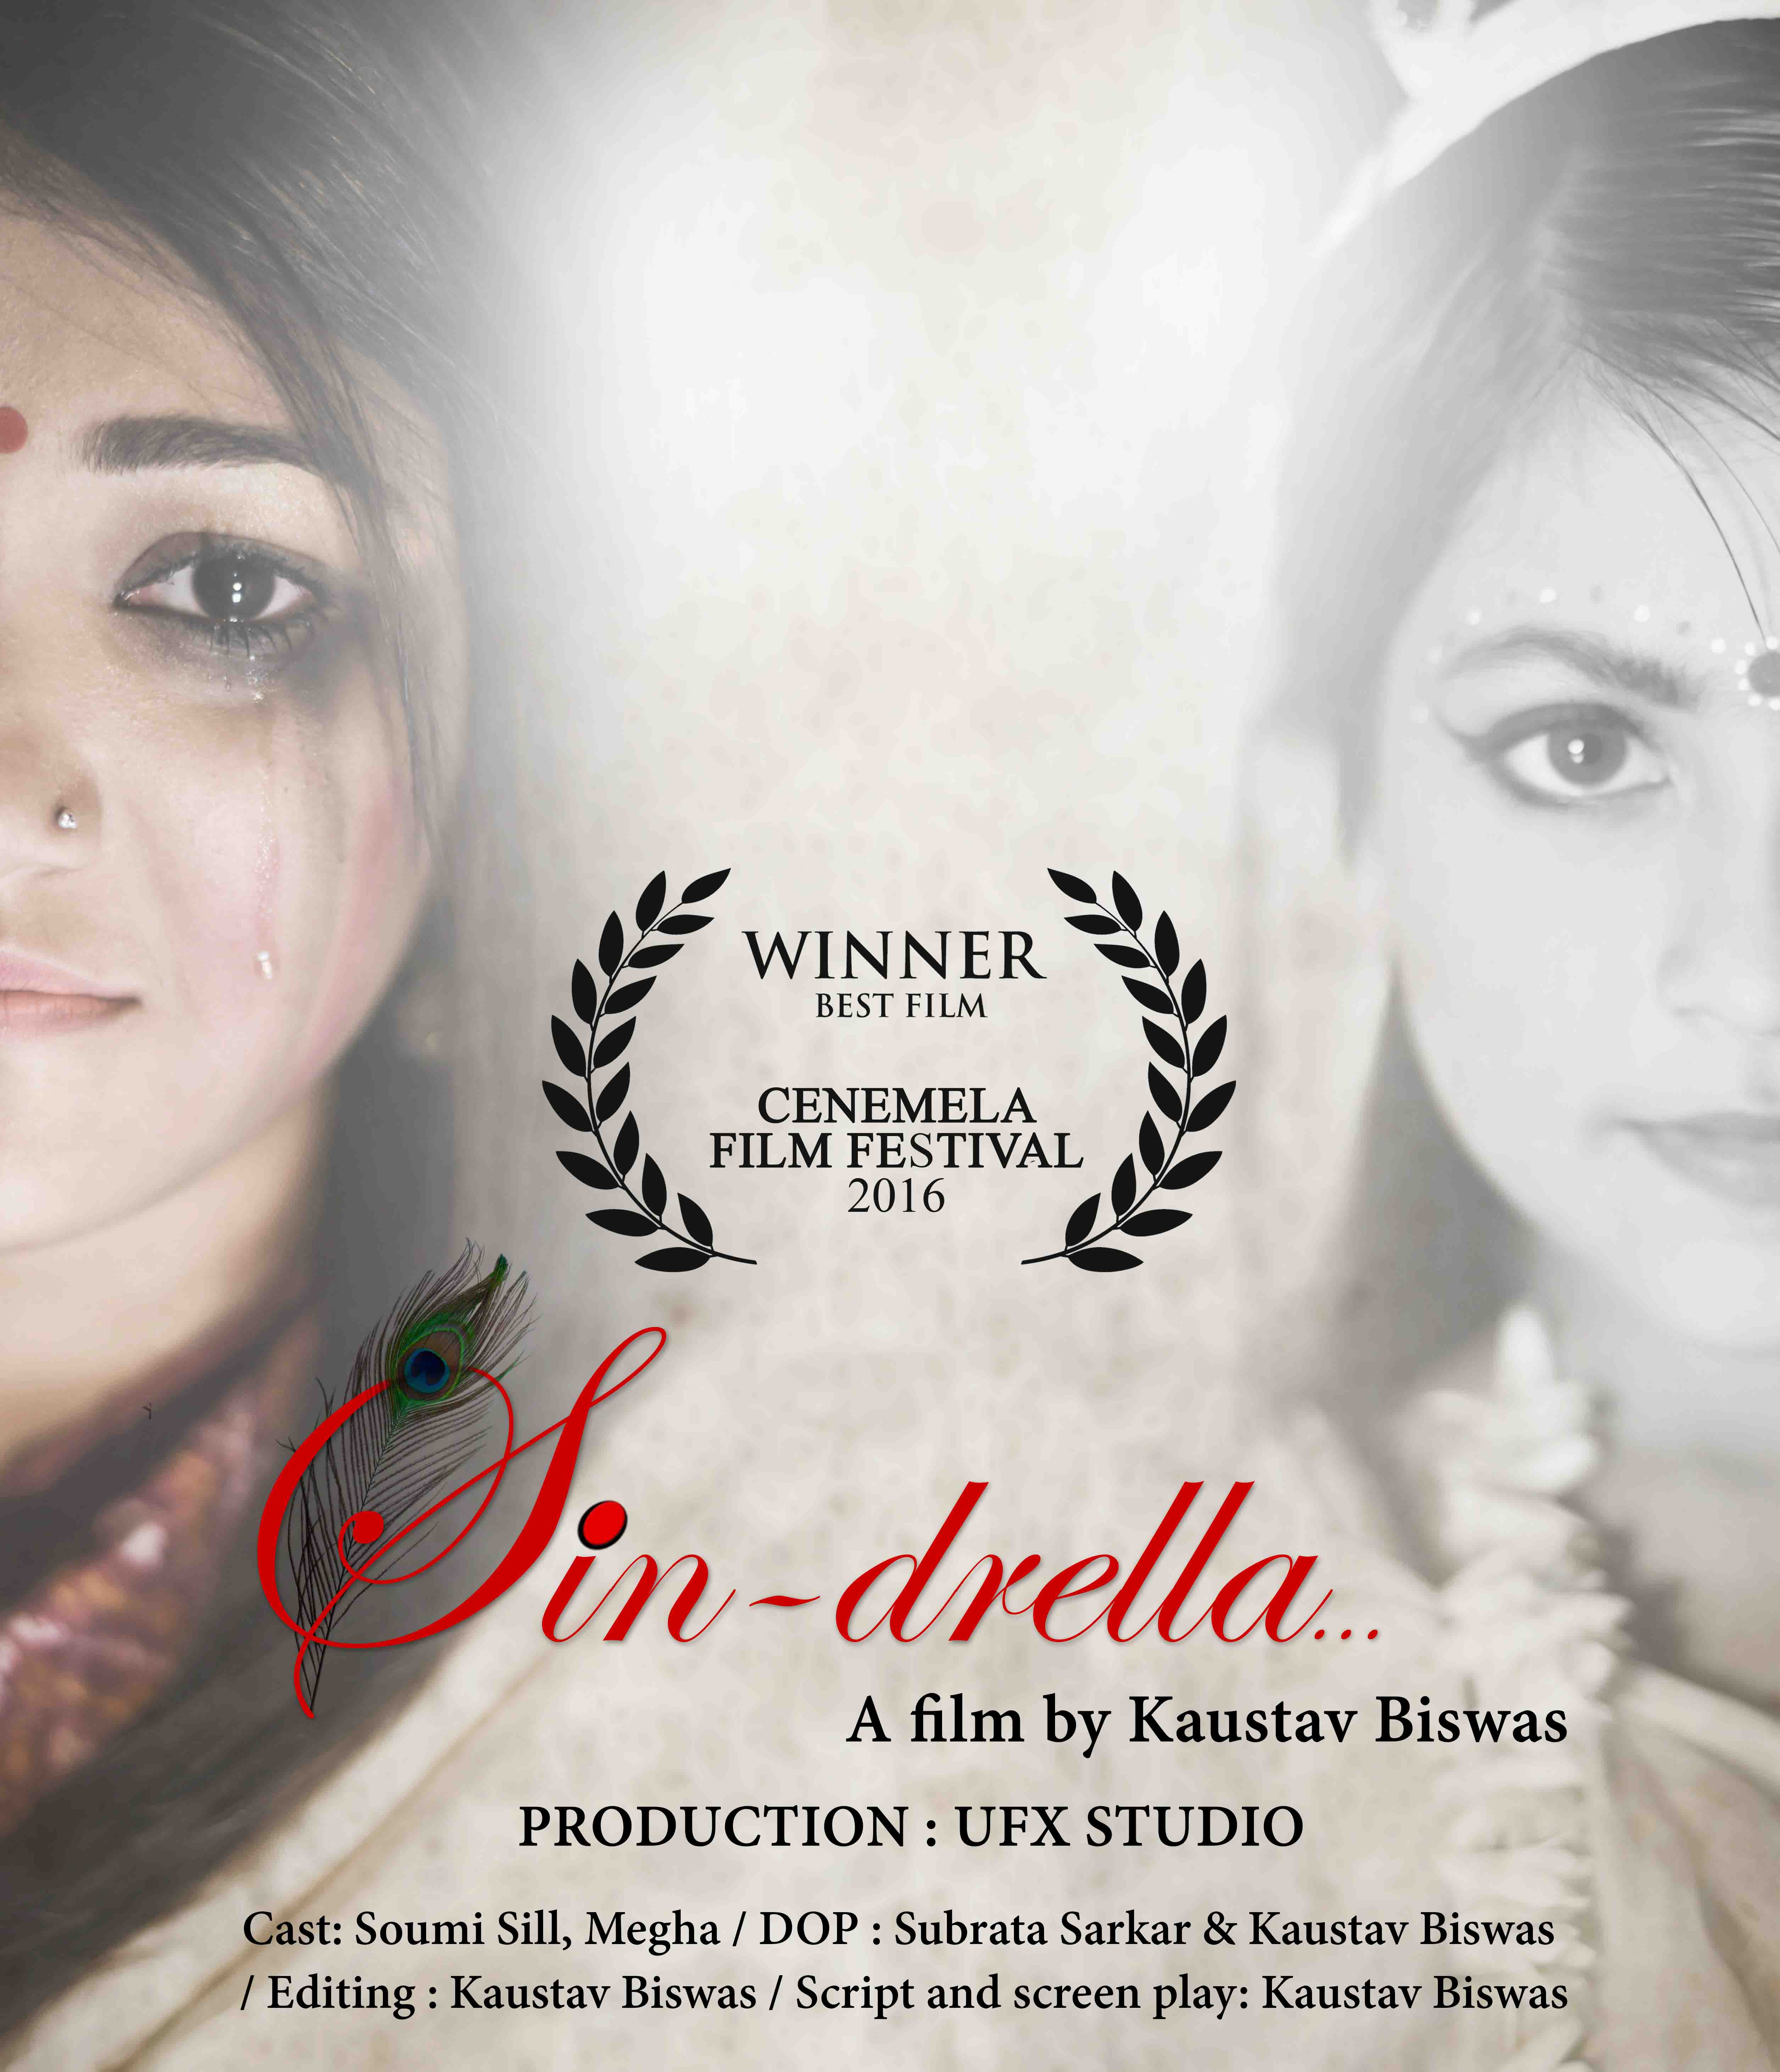 WINNER
BEST FILM
CENEMELA
FILM FESTIVAL
2016
Sin-drella...
A film by Kaustav Biswas
PRODUCTION : UFX STUDIO
Cast: Soumi Sill, Megha / DOP : Subrata Sarkar & Kaustav Biswas
/ Editing : Kaustav Biswas / Script and screen play: Kaustav Biswas